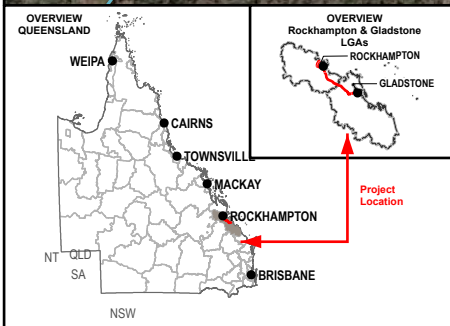 OVERVIEW
QUEENSLAND
WEIPA
CAIRNS
TOWNSVILLE
MACKAY
ROCKHAMPTON
BRISBANE
NT
QLD
SA
NSW
OVERVIEW
Rockhampton & Gladstone
LGAs
ROCKHAMPTON
GLADSTONE
Project
Location